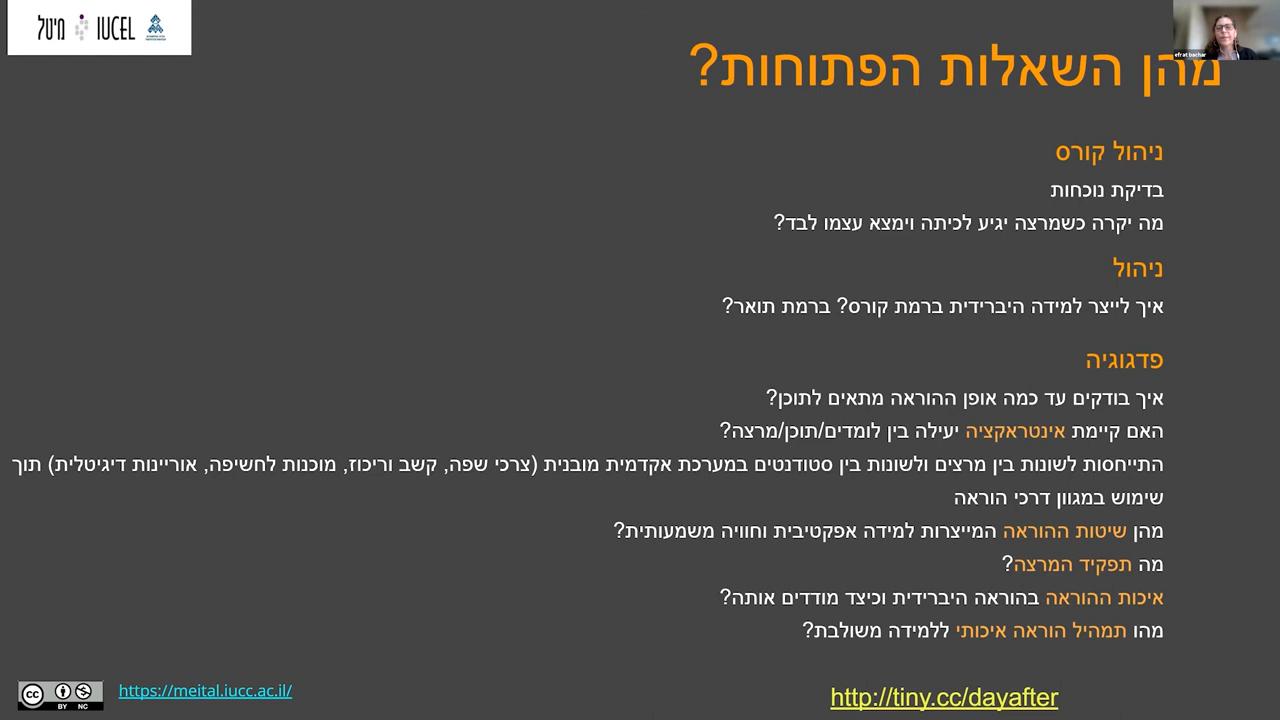 מיטל IUCEL
efrat bachar
מהן השאלות הפתוחות?
ניהול קורס
בדיקת נוכחות
מה יקרה כשמרצה יגיע לכיתה וימצא עצמו לבד?
ניהול
איך לייצר למידה היברידית ברמת קורס? ברמת תואר?
פדגוגיה
איך בודקים עד כמה אופן ההוראה מתאים לתוכן?
האם קיימת אינטראקציה יעילה בין לומדים/תוכן/מרצה?
התייחסות לשונות בין מרצים ולשונות בין סטודנטים במערכת אקדמית מובנית (צרכי שפה, קשב וריכוז, מוכנות לחשיפה, אוריינות דיגיטלית) תוך
שימוש במגוון דרכי הוראה
מהן שיטות ההוראה המייצרות למידה אפקטיבית וחוויה משמעותית?
מה תפקיד המרצה?
איכות ההוראה בהוראה היברידית וכיצד מודדים אותה?
מהו תמהיל הוראה איכותי ללמידה משולבת?
cc BY NC
https://meital.iucc.ac.il/
http://tiny.cc/dayafter